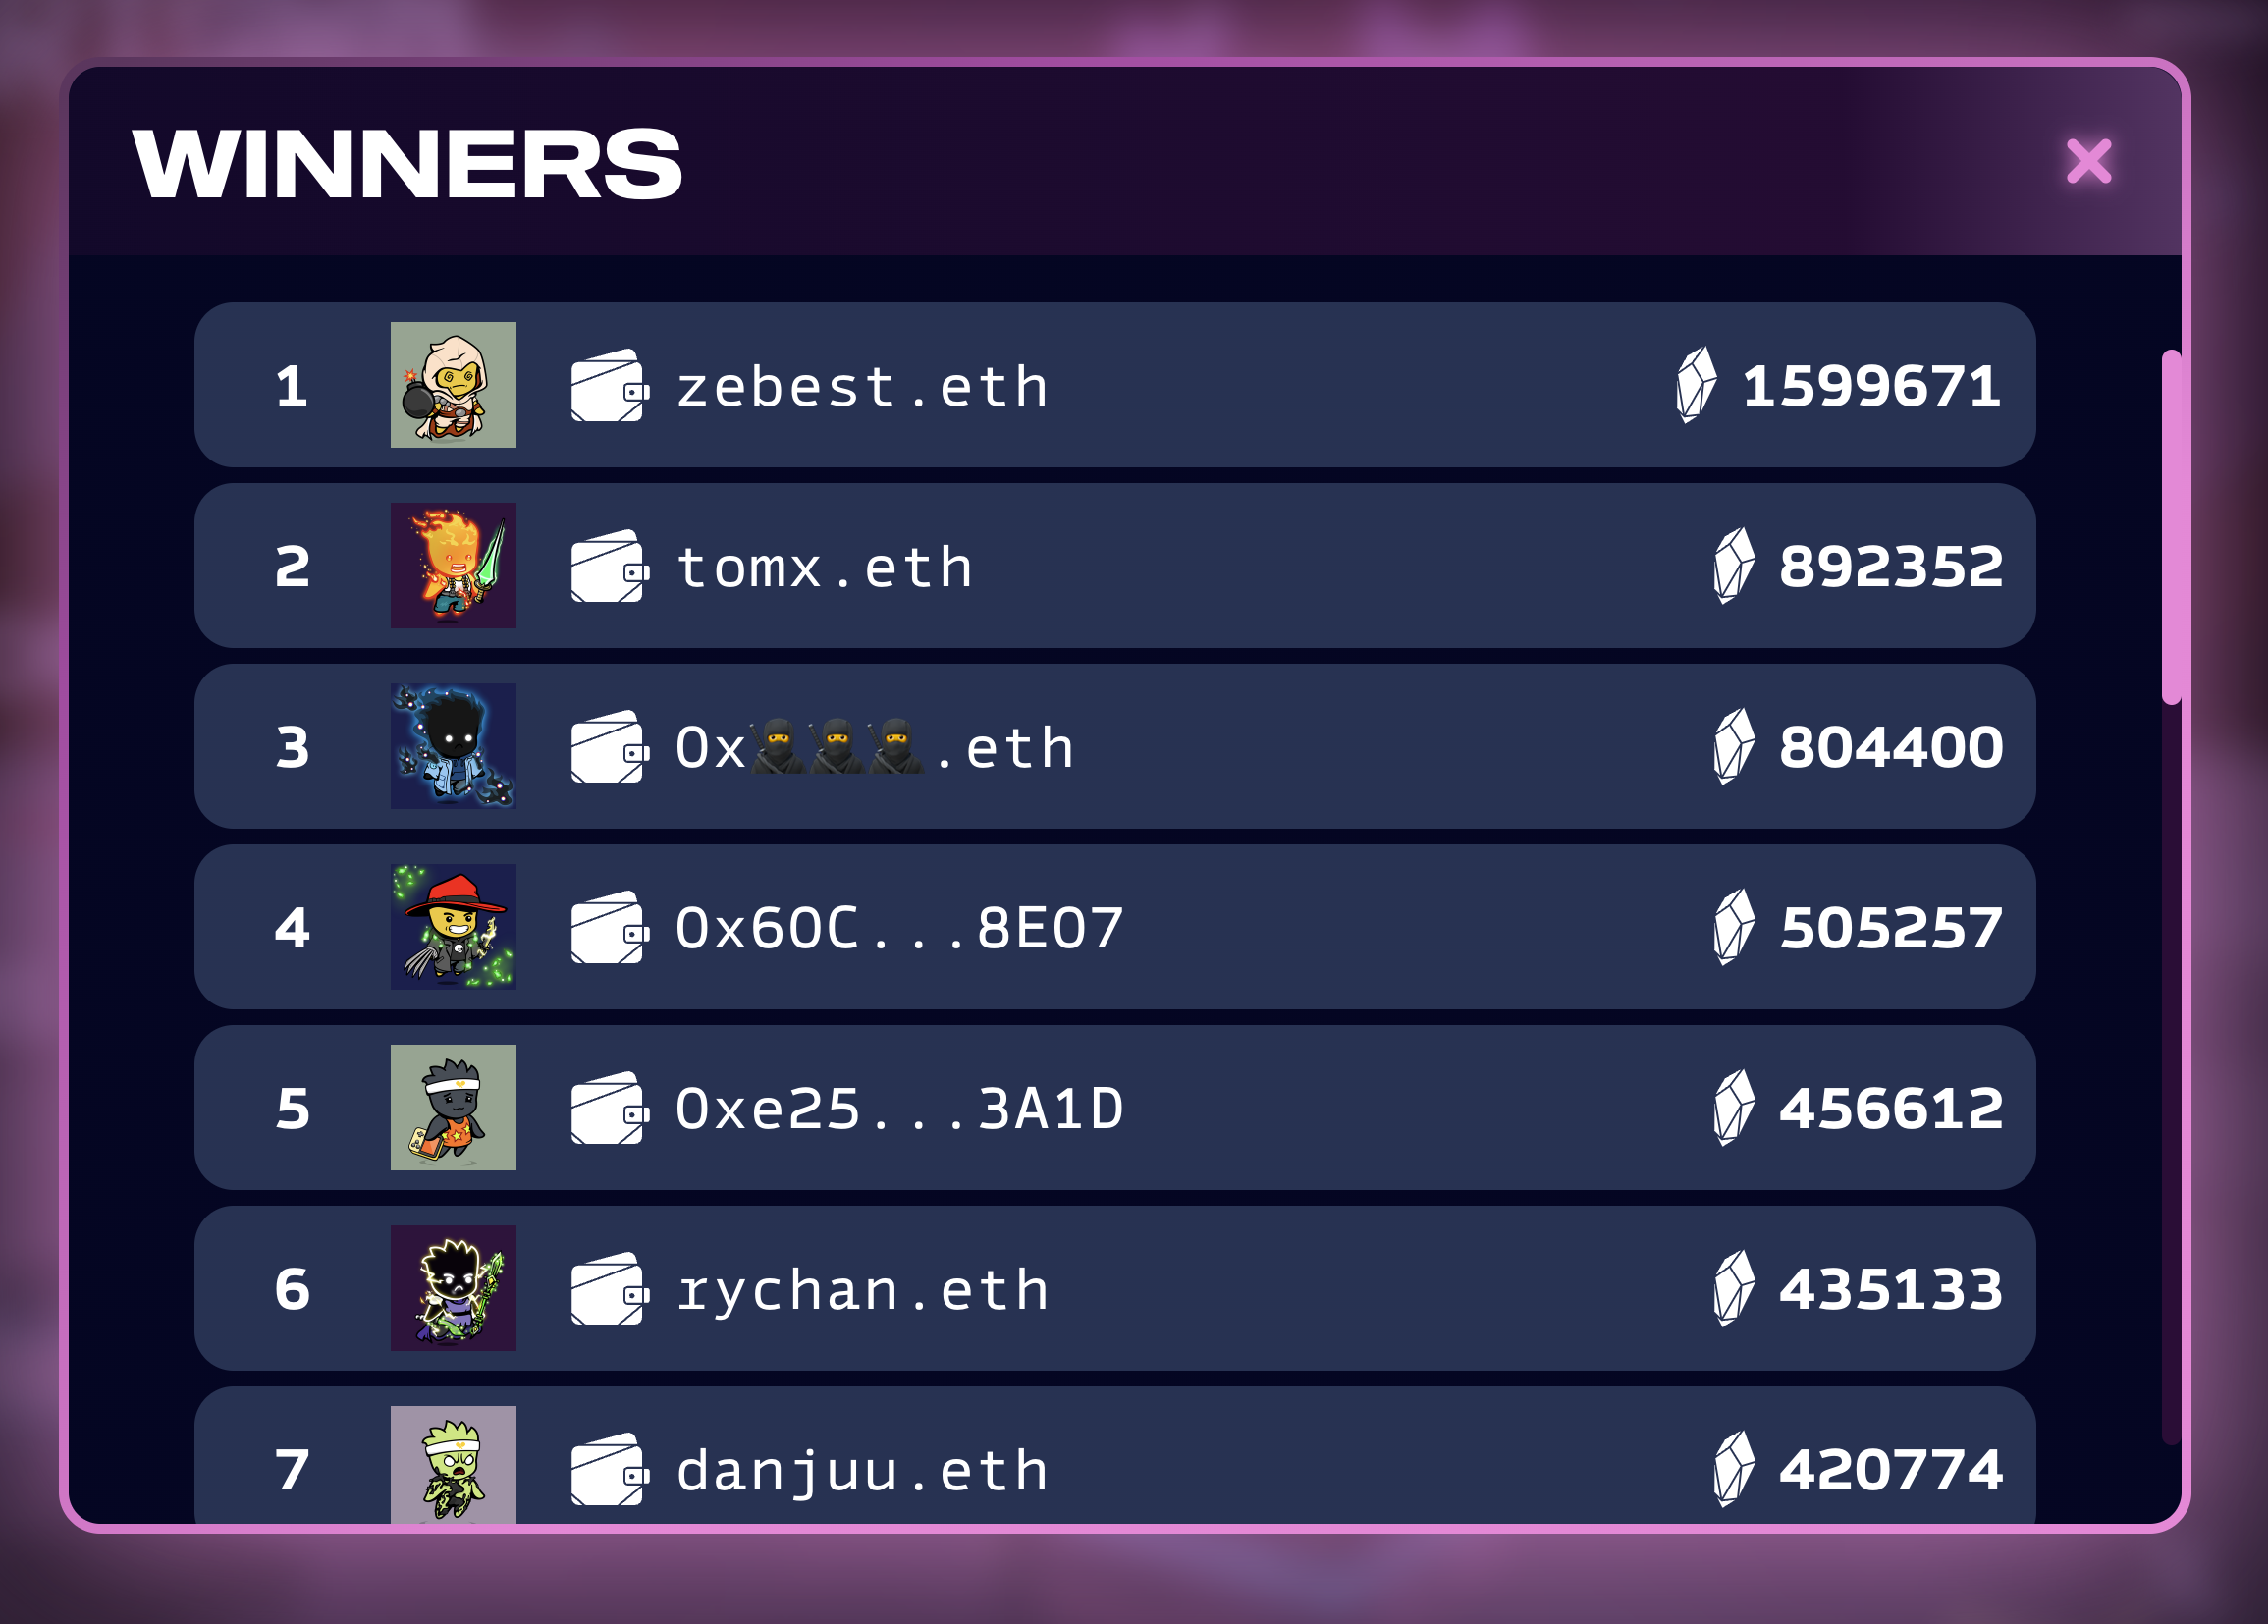 WINNERS
1 zebest.eth 1599671
2 tomx.eth 892352
3 0x🥷🥷🥷.eth 804400
4 0x60C...8E07 505257
5 0xe25...3A1D 456612
6 rychan.eth 435133
7 danjuu.eth 420774